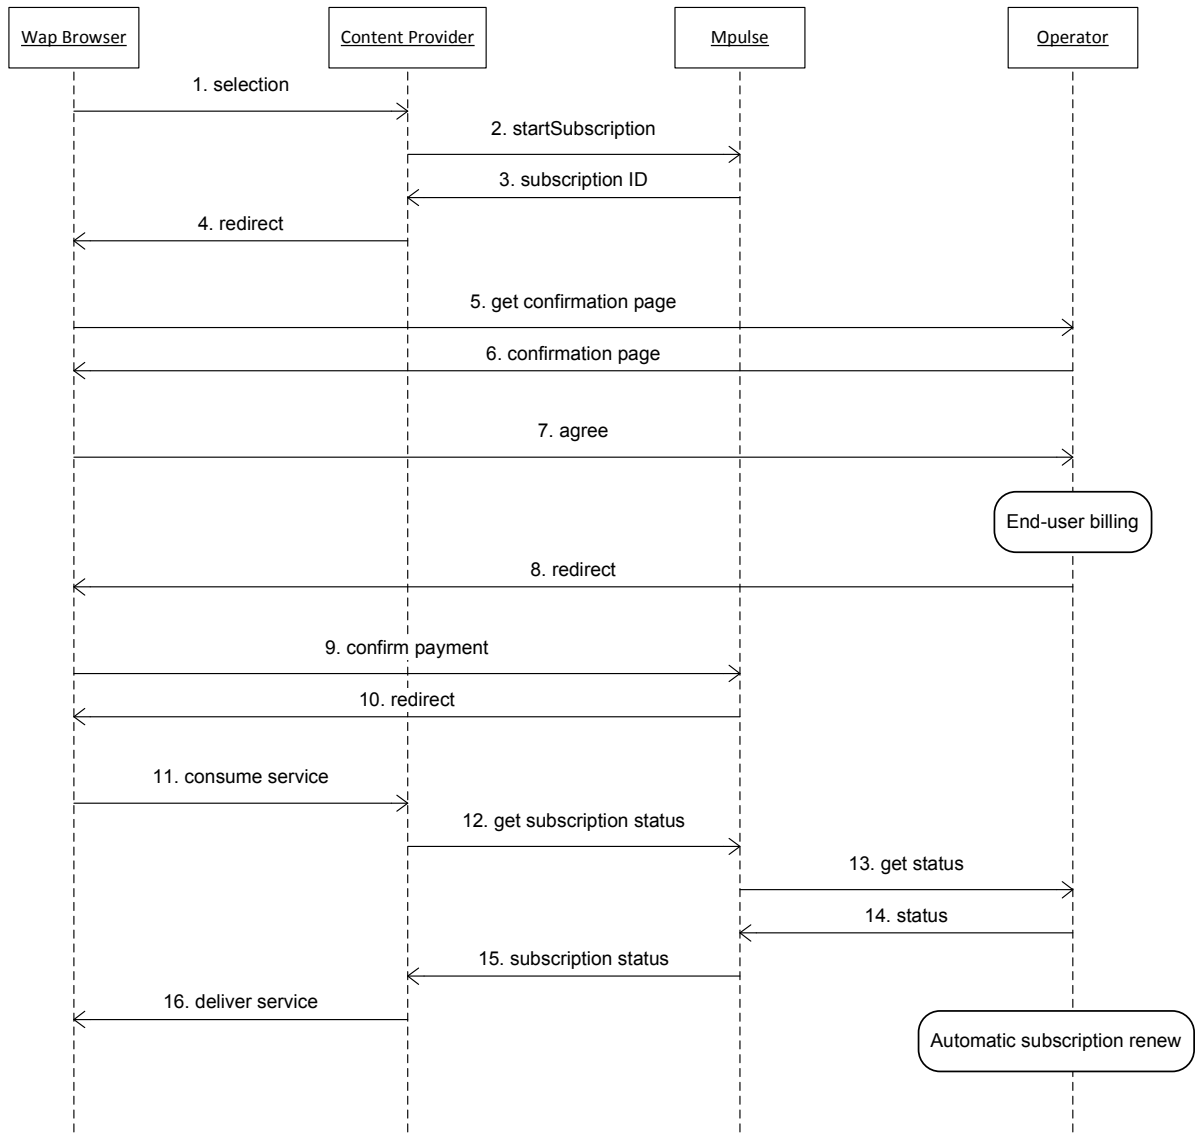 Wap Browser
Content Provider
Mpulse
Operator
1. selection
2. startSubscription
3. subscription ID
4. redirect
5. get confirmation page
6. confirmation page
7. agree
End-user billing
8. redirect
9. confirm payment
10. redirect
11. consume service
12. get subscription status
13. get status
14. status
15. subscription status
16. deliver service
Automatic subscription renew